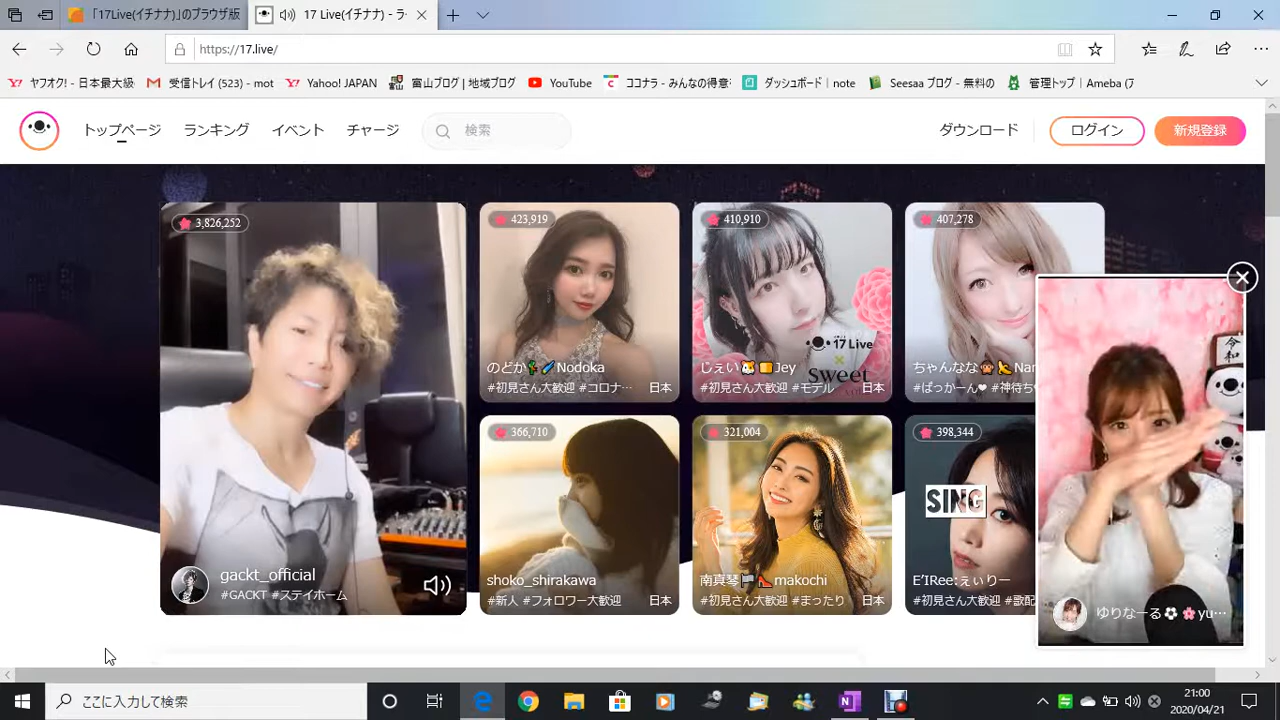 「17Live(イチナナ)」のブラウザ版
17 Live(イチナナ) - ラ
https://17.live/
ヤフオク! - 日本最大級
受信トレイ (523) - mot
Yahoo! JAPAN
富山ブログ | 地域ブログ
YouTube
ココナラ - みんなの得意
ダッシュボード | note
Seesaa ブログ - 無料の
管理トップ | Ameba (ア
トップページ
ランキング
イベント
チャージ
検索
ダウンロード
ログイン
新規登録
3,826,252
gackt_official
#GACKT #ステイホーム
423,919
のどか💃🍼Nodoka
#初見さん大歓迎 #コロナ…
日本
410,910
17 Live
×
Sweet
じぇい🐹🍞Jey
#初見さん大歓迎 #モデル
日本
407,278
ちゃんなな🙊🍌Nan
#ぱっかーん❤ #神待ち
366,710
shoko_shirakawa
#新人 #フォロワー大歓迎
日本
321,004
南真琴🏳👠makochi
#初見さん大歓迎 #まったり
日本
398,344
SING
E'IRee:えぃりー
#初見さん大歓迎 #歌配
令和
ゆりなーる⚽🌸yu…
ここに入力して検索
21:00
2020/04/21